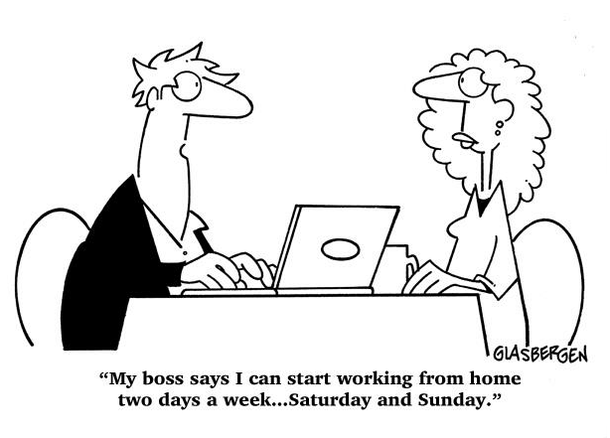 GLASBERGEN
“My boss says I can start working from home
two days a week...Saturday and Sunday.”